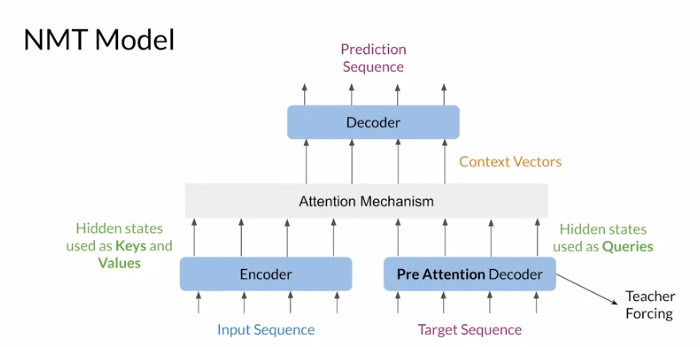 NMT Model
Prediction
Sequence
Decoder
Context Vectors
Attention Mechanism
Hidden states
used as Keys and
Values
Hidden states
used as Queries
Encoder
Pre Attention Decoder
Teacher
Forcing
Input Sequence
Target Sequence